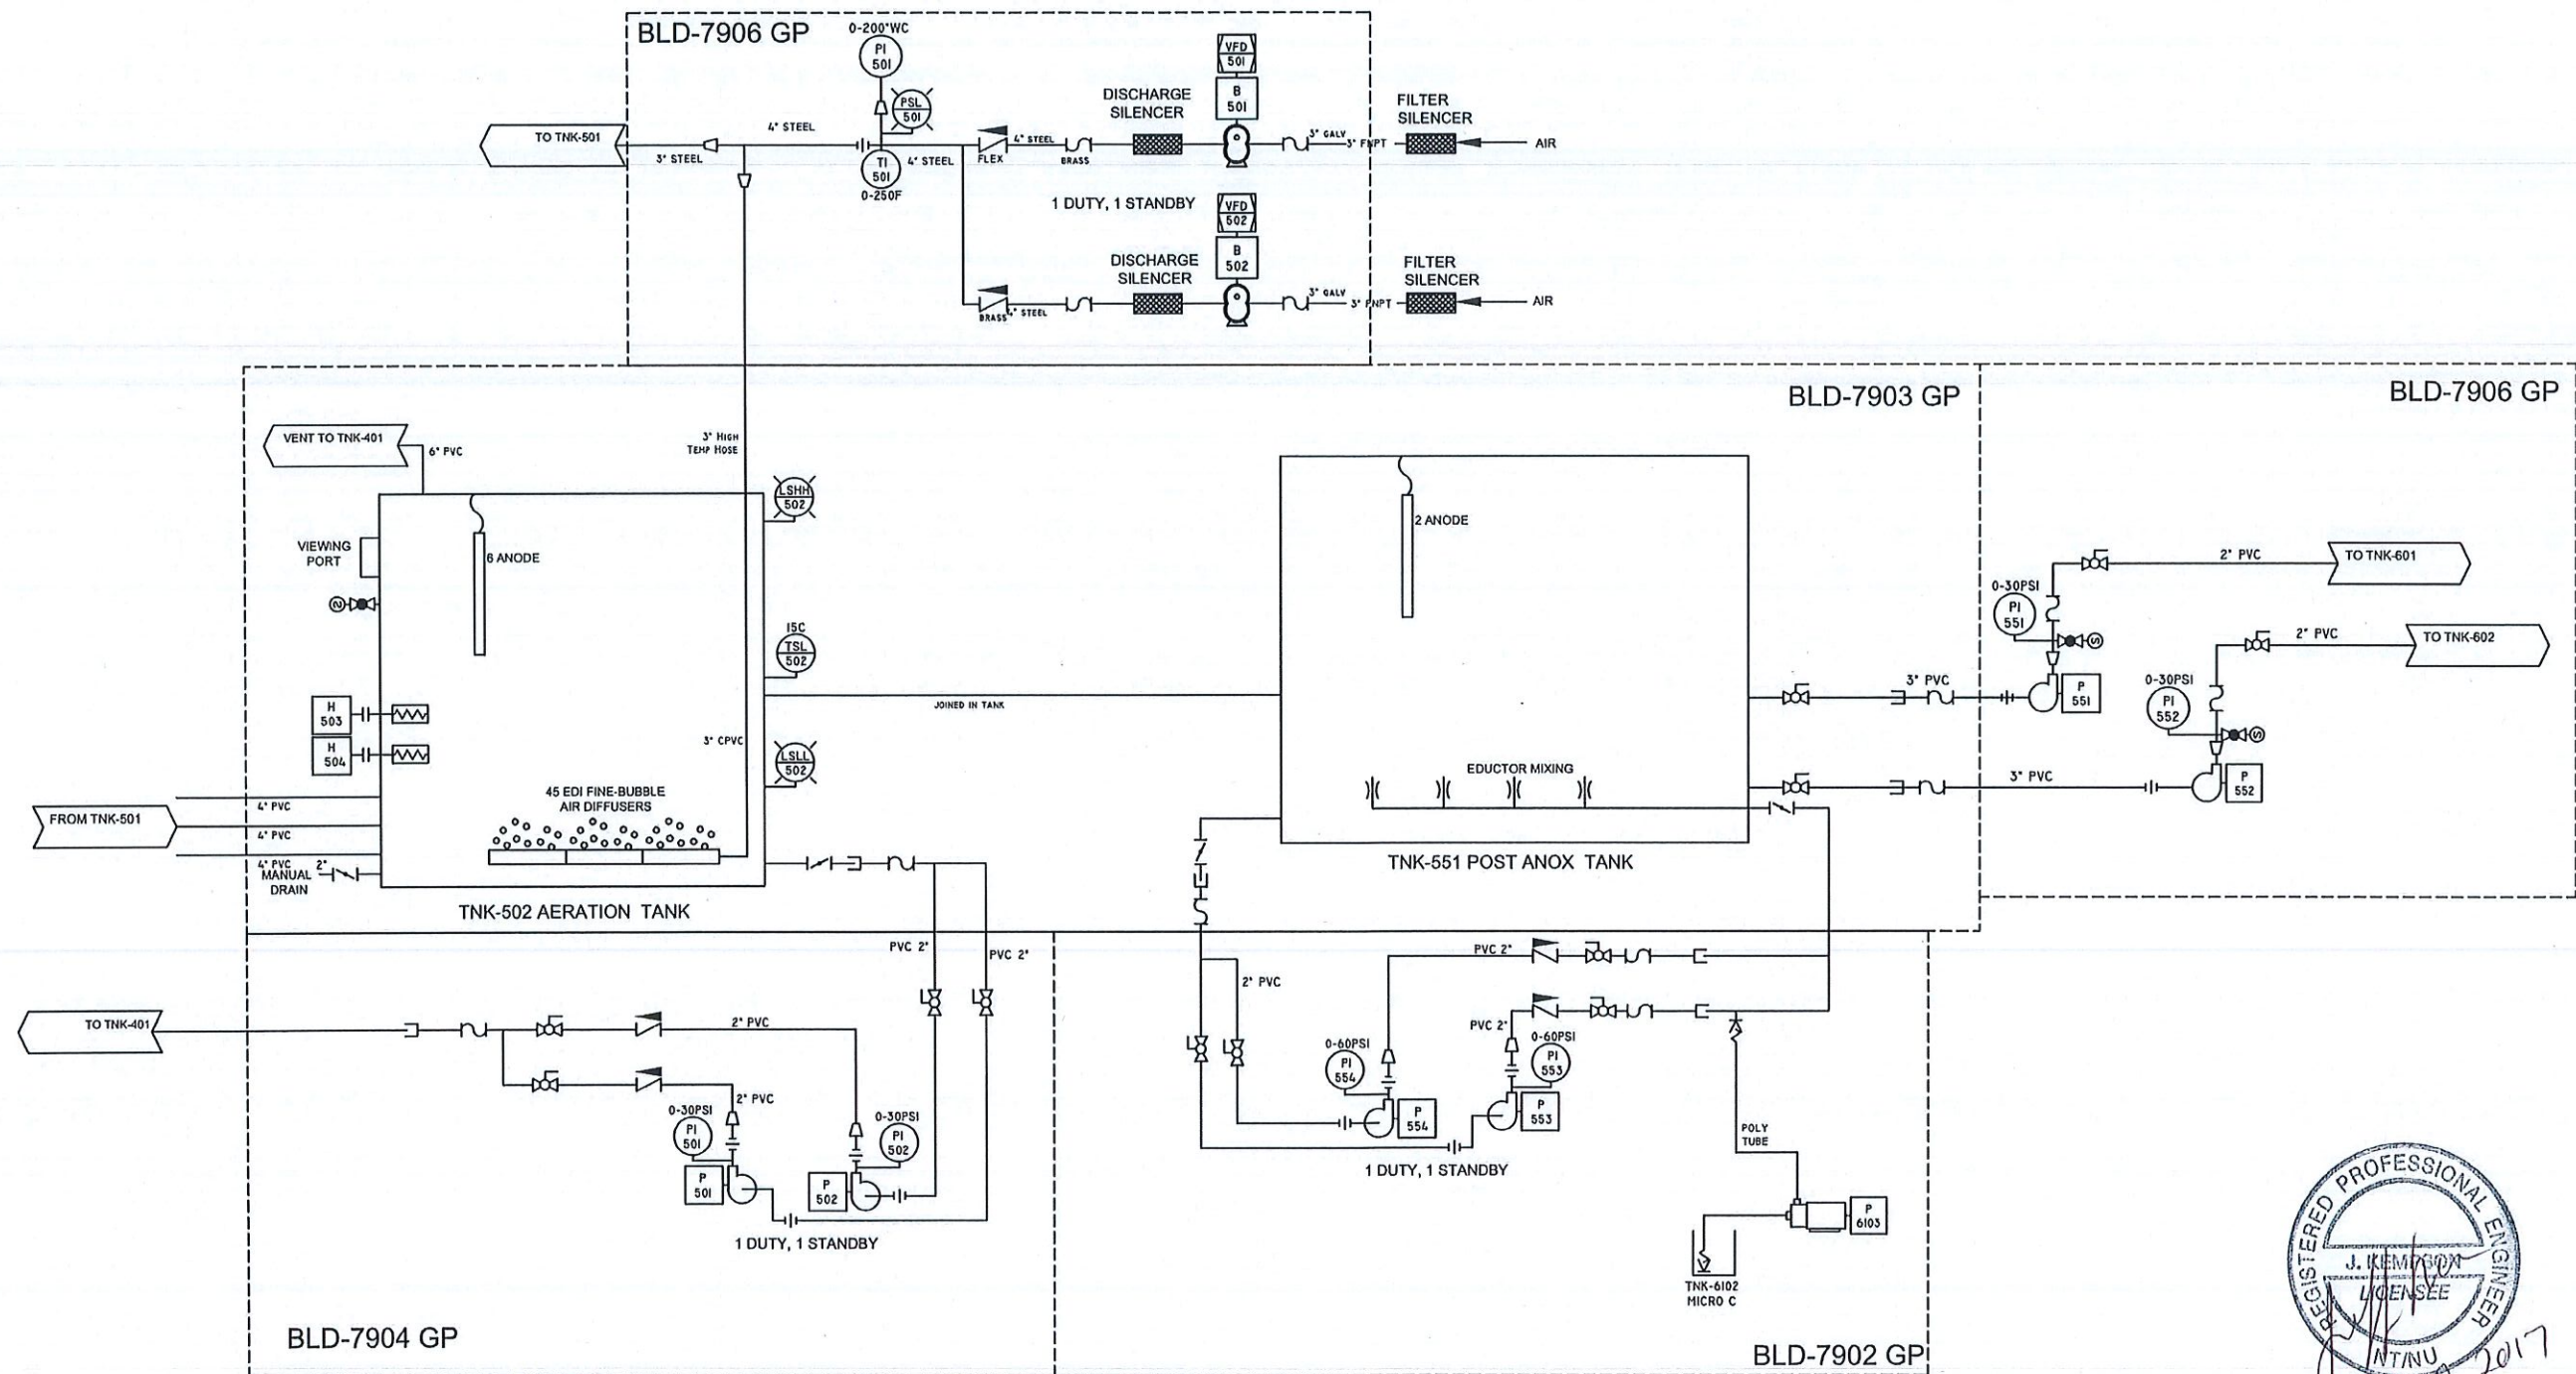 BLD-7906 GP
0-200"WC
PI
501
PSL
501
TI
501
0-250F
TO TNK-501
3" STEEL
4" STEEL
4" STEEL
FLEX
4" STEEL
BRASS
DISCHARGE
SILENCER
VFD
501
B
501
3" GALV
3" FNPT
FILTER
SILENCER
AIR
1 DUTY, 1 STANDBY
VFD
502
B
502
DISCHARGE
SILENCER
BRASS
4" STEEL
3" GALV
3" FNPT
FILTER
SILENCER
AIR
BLD-7903 GP
BLD-7906 GP
VENT TO TNK-401
6" PVC
3" HIGH
TEMP HOSE
LSHH
502
VIEWING
PORT
6 ANODE
15C
TSL
502
H
503
H
504
3" CPVC
LSLL
502
JOINED IN TANK
45 EDI FINE-BUBBLE
AIR DIFFUSERS
FROM TNK-501
4" PVC
4" PVC
4" PVC
MANUAL
DRAIN
2"
TNK-502 AERATION TANK
2 ANODE
EDUCTOR MIXING
TNK-551 POST ANOX TANK
3" PVC
3" PVC
0-30PSI
PI
551
P
551
2" PVC
TO TNK-601
0-30PSI
PI
552
P
552
2" PVC
TO TNK-602
PVC 2"
PVC 2"
TO TNK-401
2" PVC
2" PVC
0-30PSI
PI
501
P
501
0-30PSI
PI
502
P
502
1 DUTY, 1 STANDBY
BLD-7904 GP
2" PVC
PVC 2"
PVC 2"
0-60PSI
PI
554
P
554
0-60PSI
PI
553
P
553
1 DUTY, 1 STANDBY
POLY
TUBE
P
6103
TNK-6102
MICRO C
BLD-7902 GP
REGISTERED PROFESSIONAL ENGINEER
J. KEMPSON
LICENSEE
NT/NU
2017